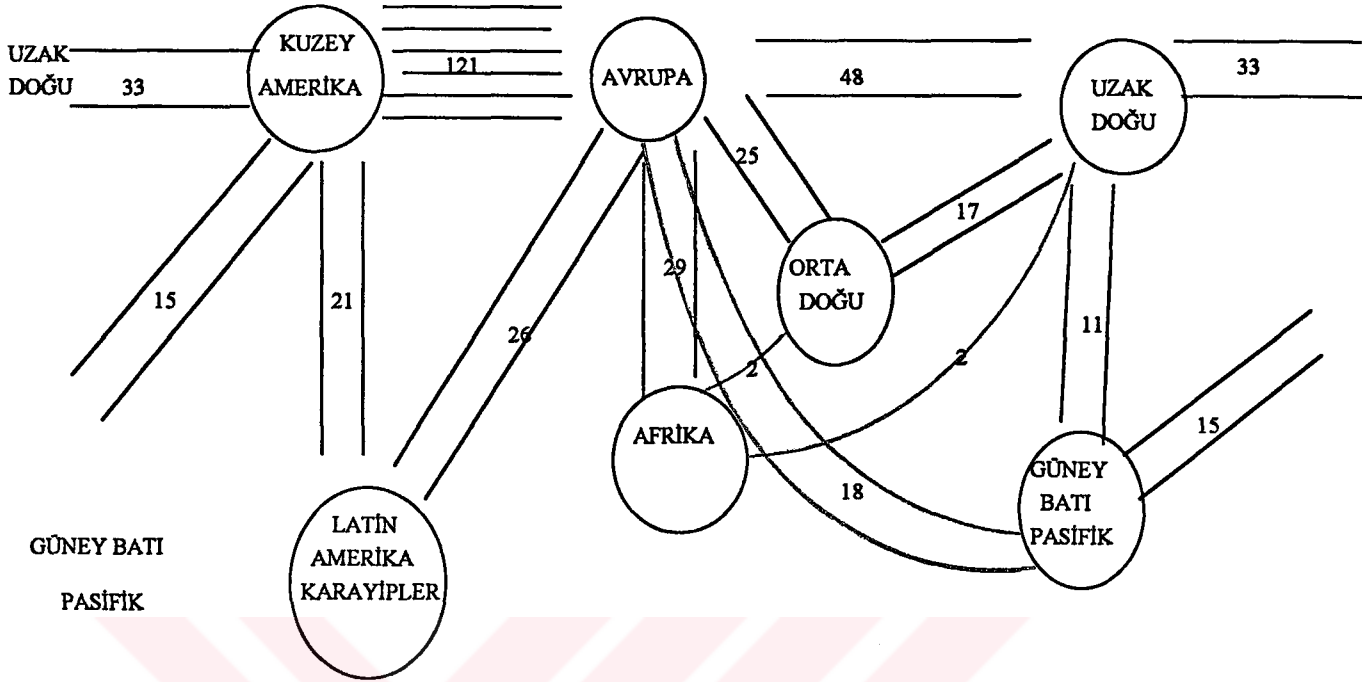 UZAK
DOĞU
33
KUZEY
AMERİKA
121
AVRUPA
48
UZAK
DOĞU
33
25
17
ORTA
DOĞU
15
21
26
29
2
2
11
15
AFRİKA
18
GÜNEY
BATI
PASİFİK
LATİN
AMERİKA
KARAYİPLER
GÜNEY BATI
PASİFİK